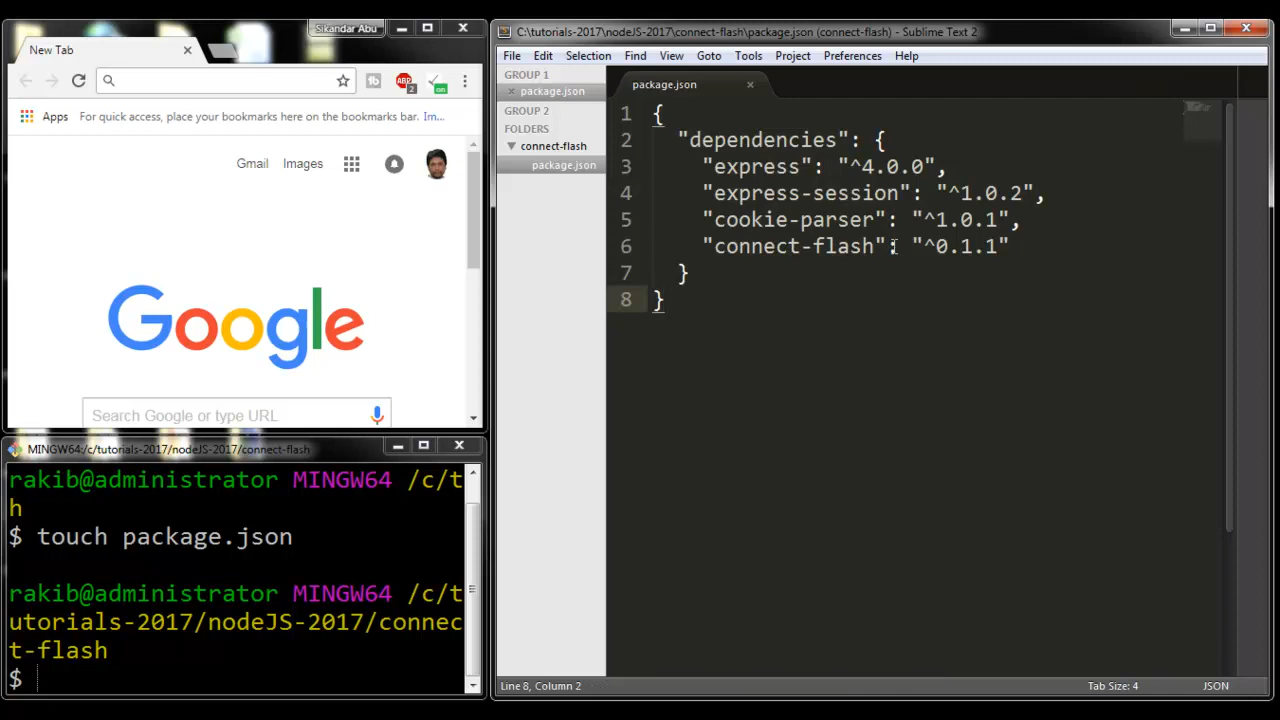 Sikandar Abu
New Tab
ABP
2
on
Apps For quick access, place your bookmarks here on the bookmarks bar. Im...
Gmail Images
Google
Search Google or type URL
MINGW64:/c/tutorials-2017/nodeJS-2017/connect-flash
rakib@administrator MINGW64 /c/t
h
$ touch package.json
rakib@administrator MINGW64 /c/t
utorials-2017/nodeJS-2017/connec
t-flash
$
C:\tutorials-2017\nodeJS-2017\connect-flash\package.json (connect-flash) - Sublime Text 2
File Edit Selection Find View Goto Tools Project Preferences Help
GROUP 1
package.json
GROUP 2
FOLDERS
connect-flash
package.json
package.json
1 {
2 "dependencies": {
3 "express": "^4.0.0",
4 "express-session": "^1.0.2",
5 "cookie-parser": "^1.0.1",
6 "connect-flash": "^0.1.1"
7 }
8 }
Line 8, Column 2 Tab Size: 4 JSON